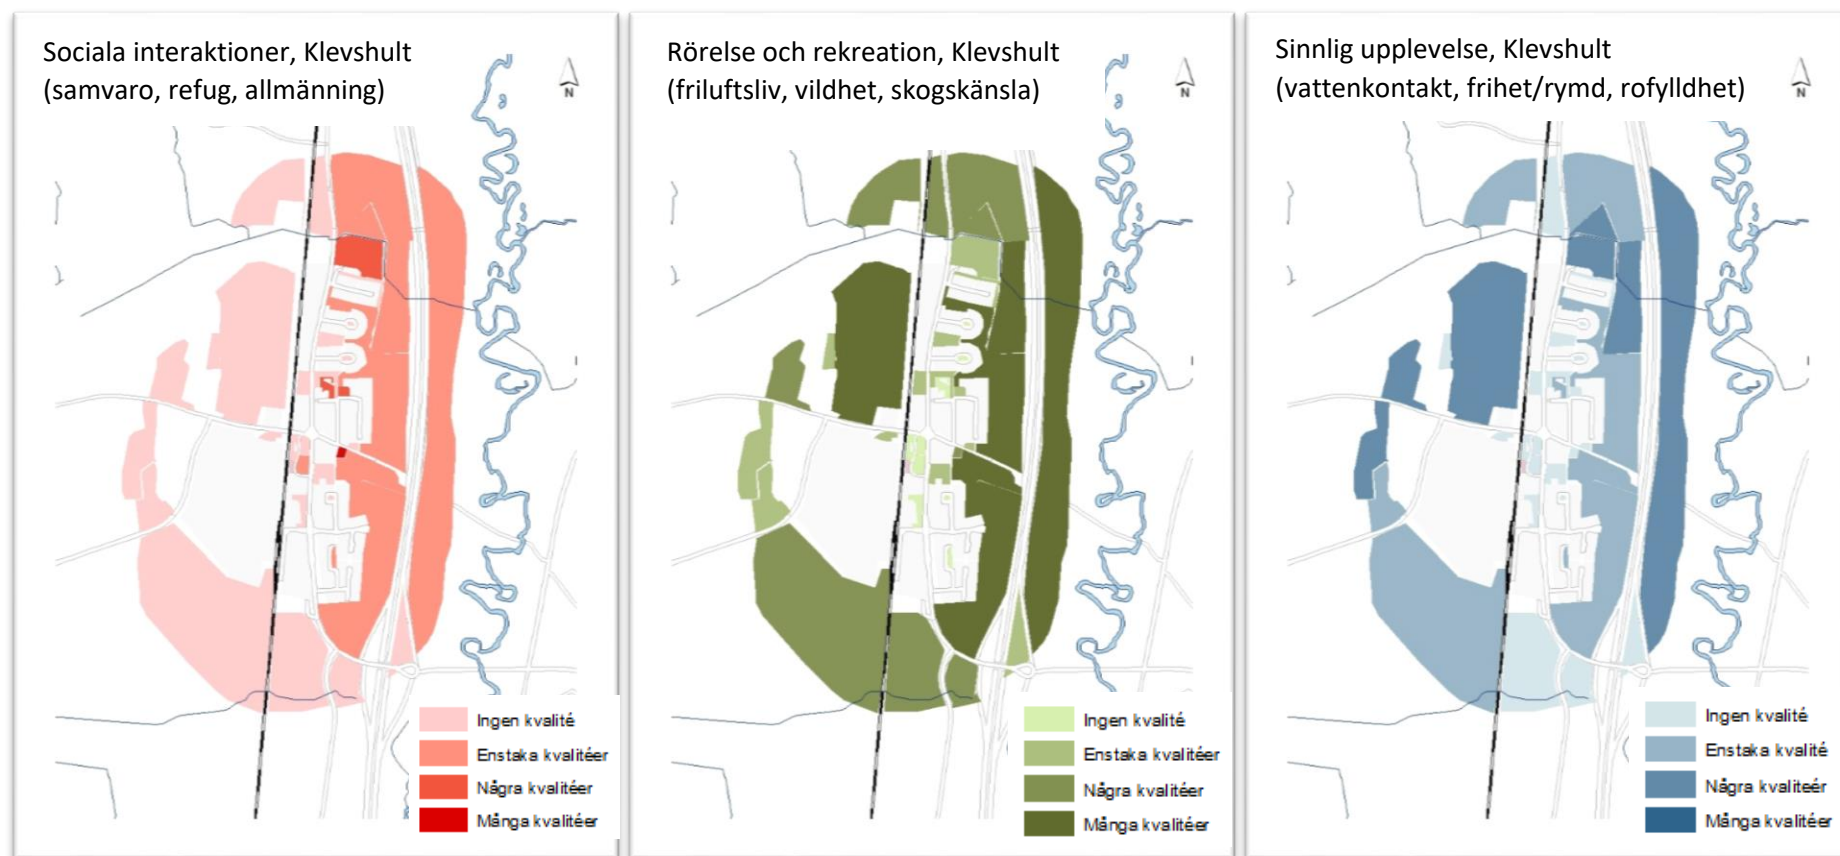 Sociala interaktioner, Klevshult
(samvaro, refug, allmänning)
N
Ingen kvalité
Enstaka kvalitéer
Några kvalitéer
Många kvalitéer
Rörelse och rekreation, Klevshult
(friluftsliv, vildhet, skogskänsla)
N
Ingen kvalité
Enstaka kvalitéer
Några kvalitéer
Många kvalitéer
Sinnlig upplevelse, Klevshult
(vattenkontakt, frihet/rymd, rofylldhet)
N
Ingen kvalité
Enstaka kvalité
Några kvaliteér
Många kvalitéer